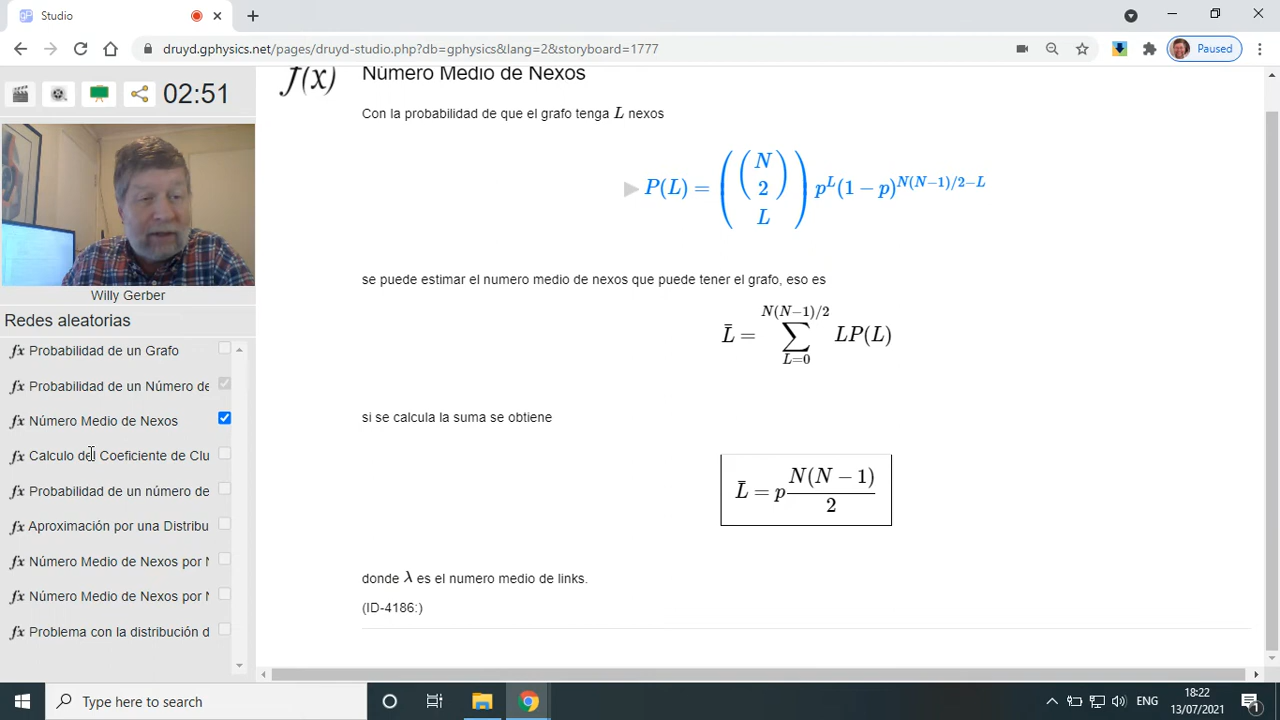 Studio
druyd.gphysics.net/pages/druyd-studio.php?db=gphysics&lang=2&storyboard=1777
Paused
02:51
Willy Gerber
Redes aleatorias
fx Probabilidad de un Grafo
fx Probabilidad de un Número de
fx Número Medio de Nexos
fx Calculo del Coeficiente de Clu
fx Probabilidad de un número de
fx Aproximación por una Distribu
fx Número Medio de Nexos por N
fx Número Medio de Nexos por N
fx Problema con la distribución d
f(x) Número Medio de Nexos
Con la probabilidad de que el grafo tenga L nexos
P(L) = ( ( N 2 ) L ) p^L (1 − p)^{N(N−1)/2−L}
se puede estimar el numero medio de nexos que puede tener el grafo, eso es
L̄ = ∑_{L=0}^{N(N−1)/2} LP(L)
si se calcula la suma se obtiene
L̄ = p N(N − 1) / 2
donde λ es el numero medio de links.
(ID-4186:)
Type here to search
ENG
18:22
13/07/2021
1